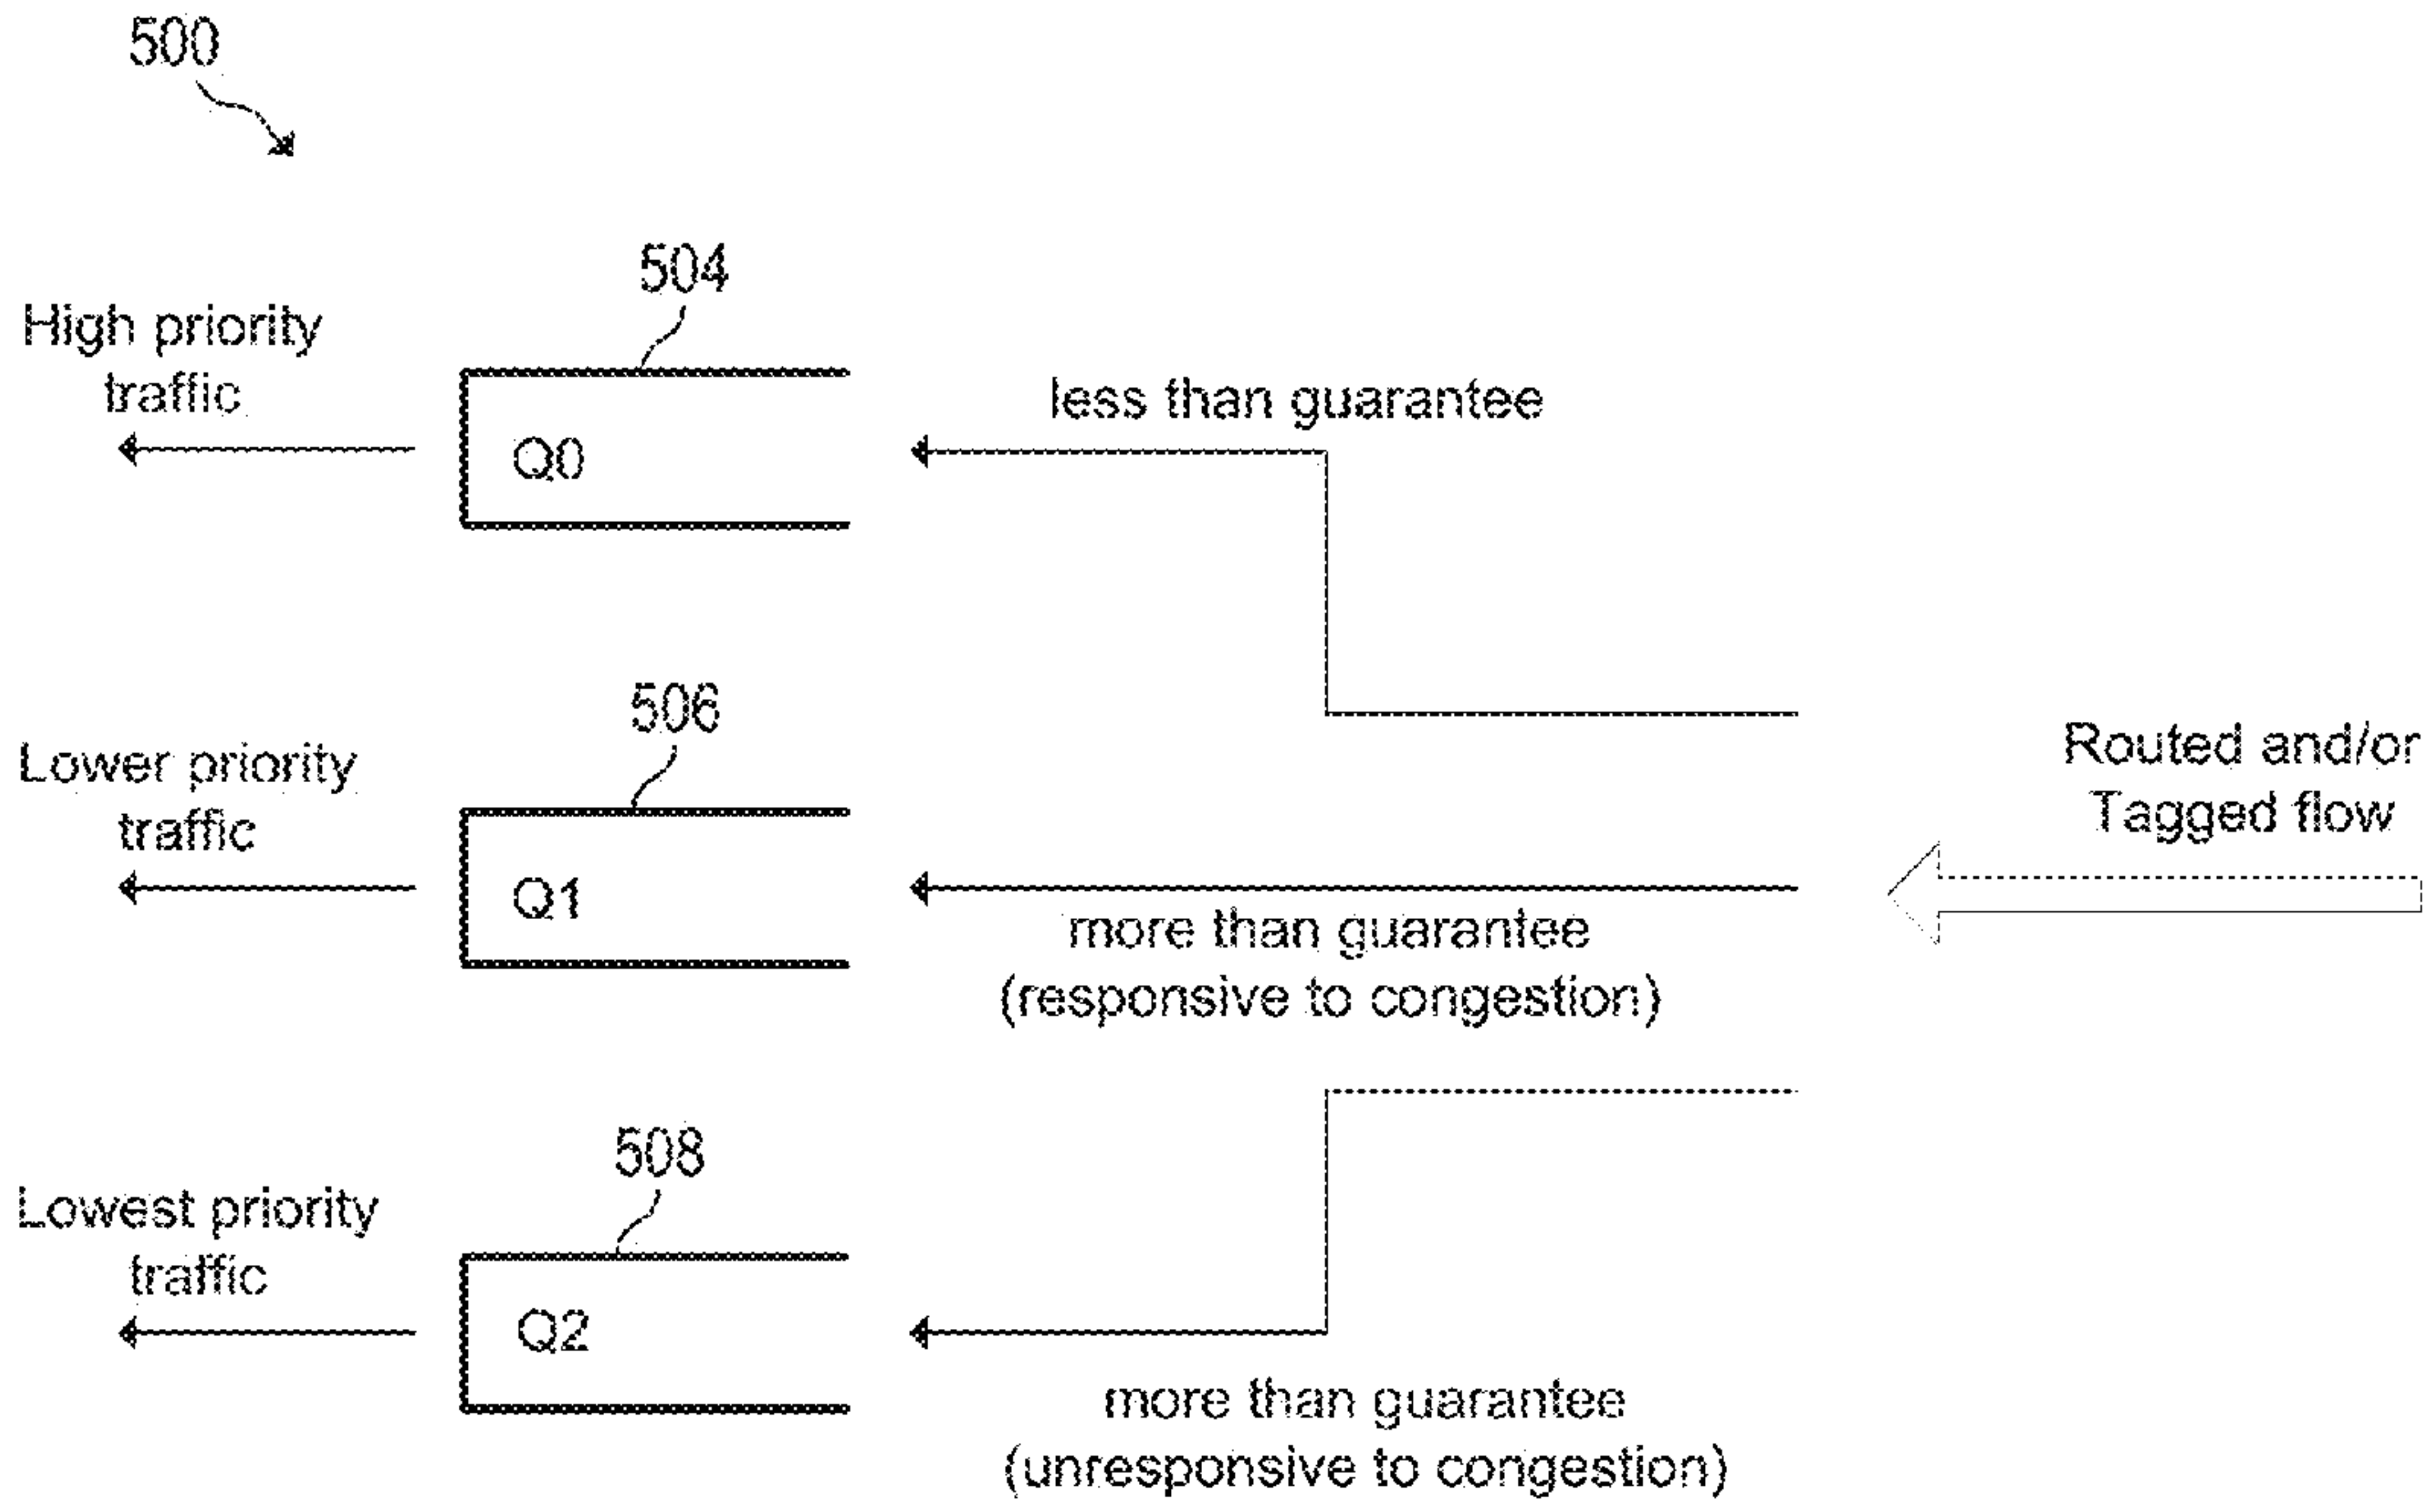 500
504
High priority
traffic
less than guarantee
Q0
506
Lower priority
traffic
Routed and/or
Tagged flow
Q1
more than guarantee
(responsive to congestion)
508
Lowest priority
traffic
Q2
more than guarantee
(unresponsive to congestion)